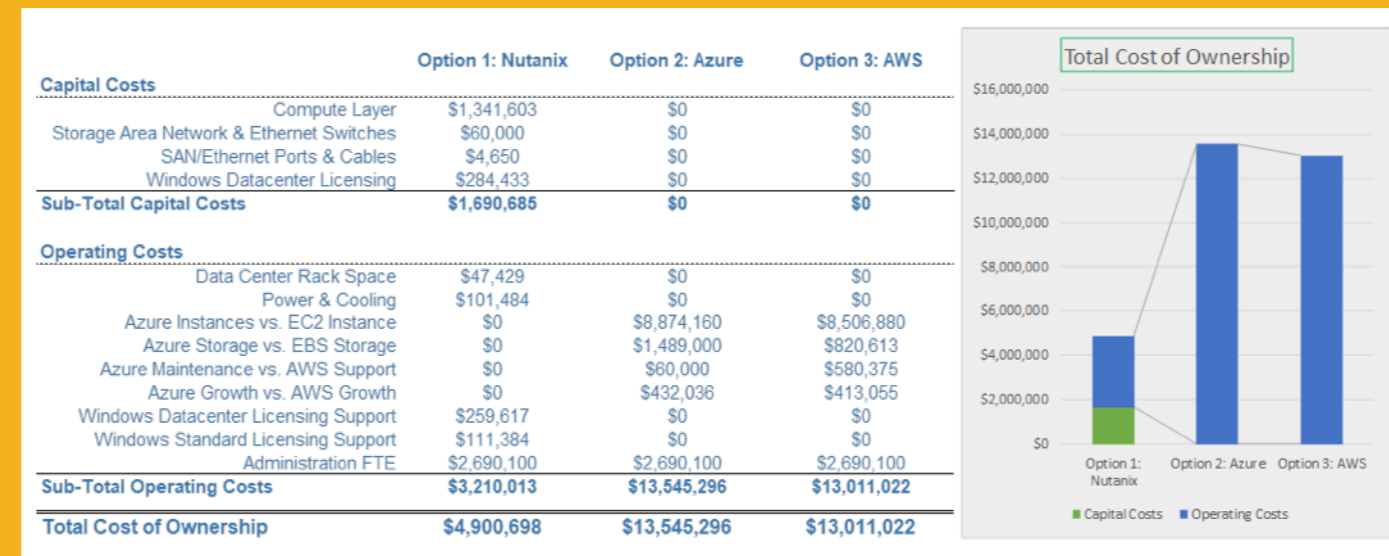 Option 1: Nutanix Option 2: Azure Option 3: AWS
Capital Costs
Compute Layer $1,341,603 $0 $0
Storage Area Network & Ethernet Switches $60,000 $0 $0
SAN/Ethernet Ports & Cables $4,650 $0 $0
Windows Datacenter Licensing $284,433 $0 $0
Sub-Total Capital Costs $1,690,685 $0 $0
Operating Costs
Data Center Rack Space $47,429 $0 $0
Power & Cooling $101,484 $0 $0
Azure Instances vs. EC2 Instance $0 $8,874,160 $8,506,880
Azure Storage vs. EBS Storage $0 $1,489,000 $820,613
Azure Maintenance vs. AWS Support $0 $60,000 $580,375
Azure Growth vs. AWS Growth $0 $432,036 $413,055
Windows Datacenter Licensing Support $259,617 $0 $0
Windows Standard Licensing Support $111,384 $0 $0
Administration FTE $2,690,100 $2,690,100 $2,690,100
Sub-Total Operating Costs $3,210,013 $13,545,296 $13,011,022
Total Cost of Ownership $4,900,698 $13,545,296 $13,011,022
Total Cost of Ownership
$16,000,000
$14,000,000
$12,000,000
$10,000,000
$8,000,000
$6,000,000
$4,000,000
$2,000,000
$0
Option 1: Option 2: Azure Option 3: AWS
Nutanix
Capital Costs Operating Costs